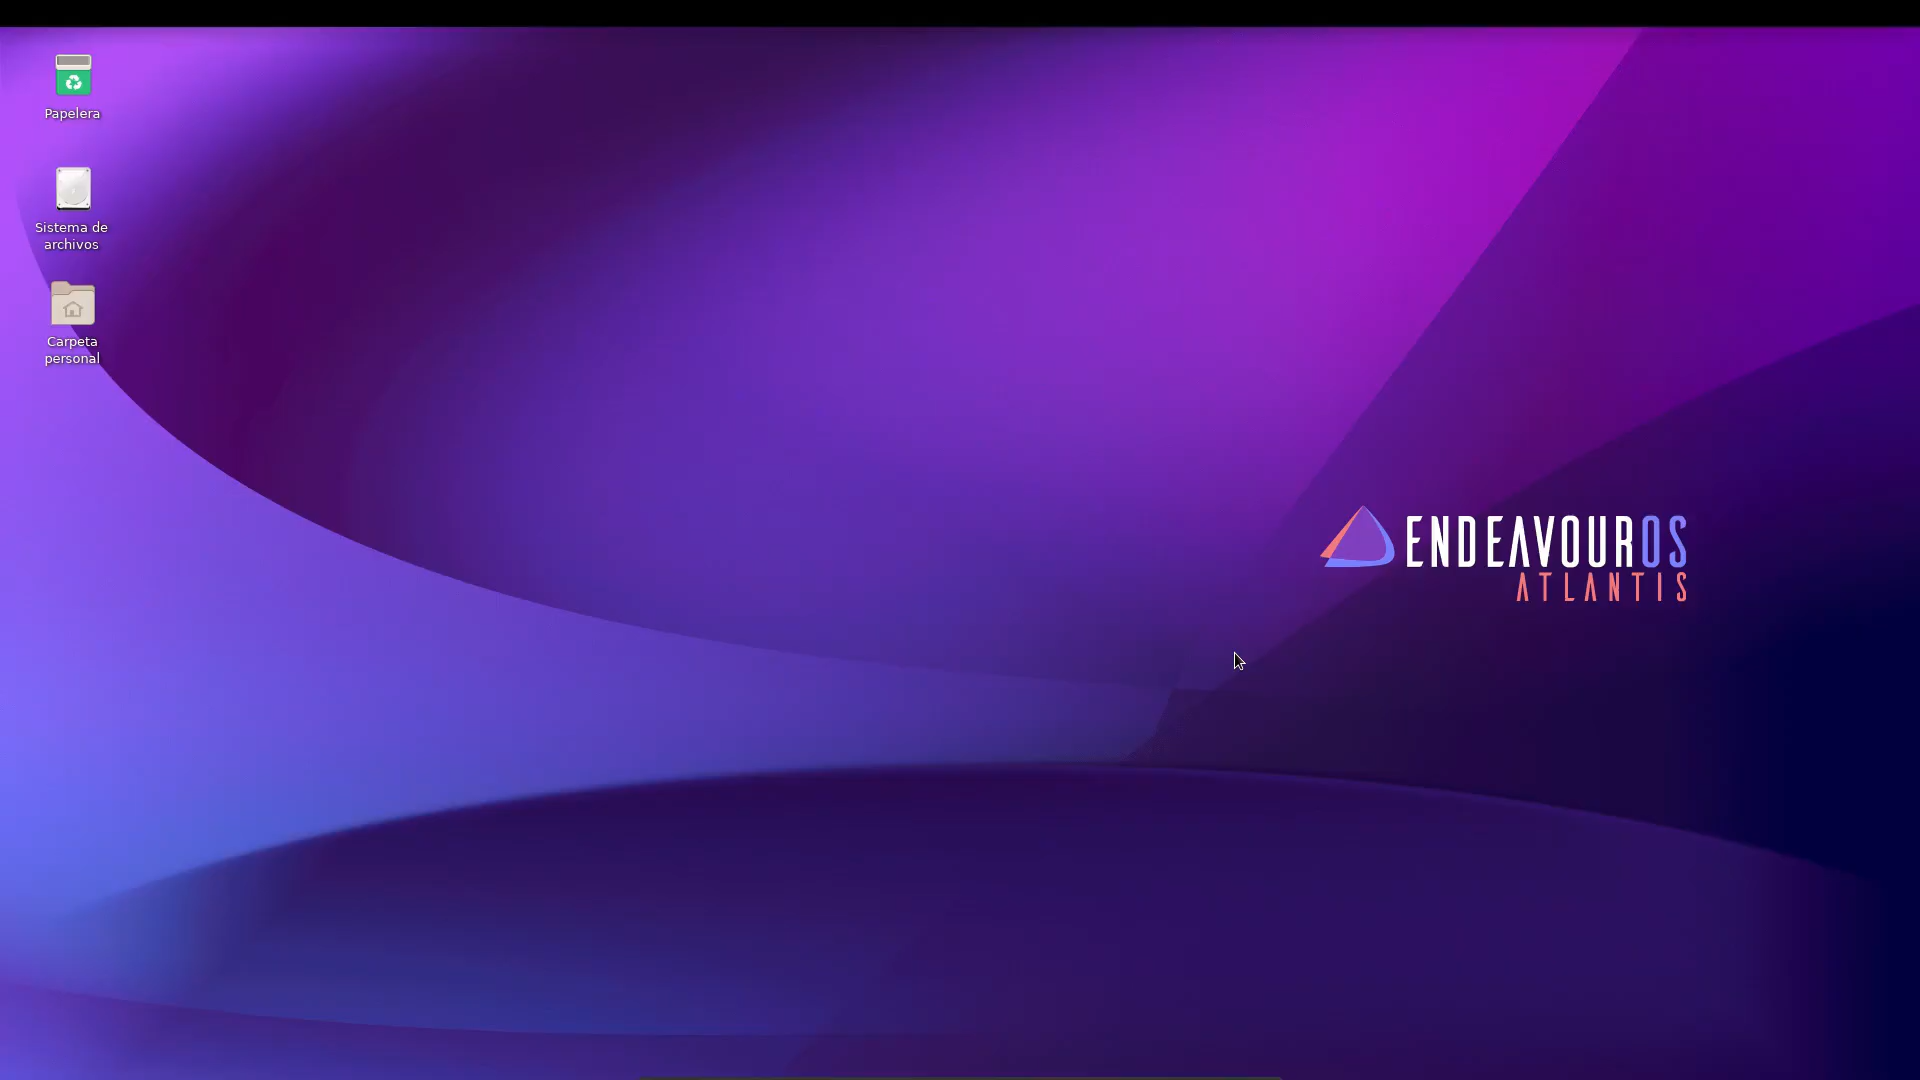 Papelera
Sistema de
archivos
Carpeta
personal
ENDEAVOUROS
ATLANTIS